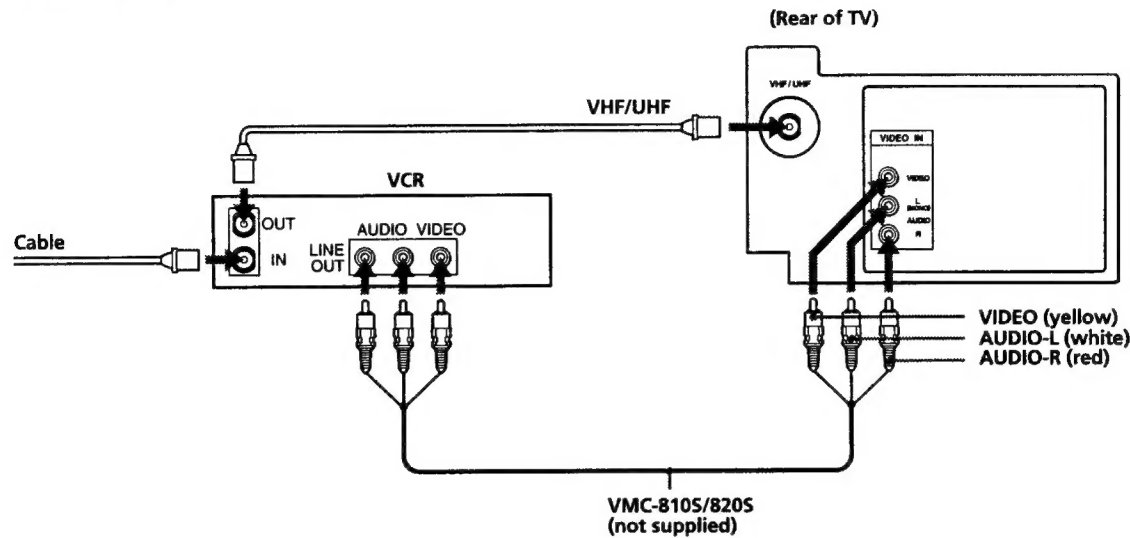 (Rear of TV)
VHF/UHF
VHF/UHF
VIDEO IN
VIDEO
L
(MONO)
AUDIO
R
VCR
OUT
IN
AUDIO VIDEO
LINE
OUT
Cable
VIDEO (yellow)
AUDIO-L (white)
AUDIO-R (red)
VMC-810S/820S
(not supplied)